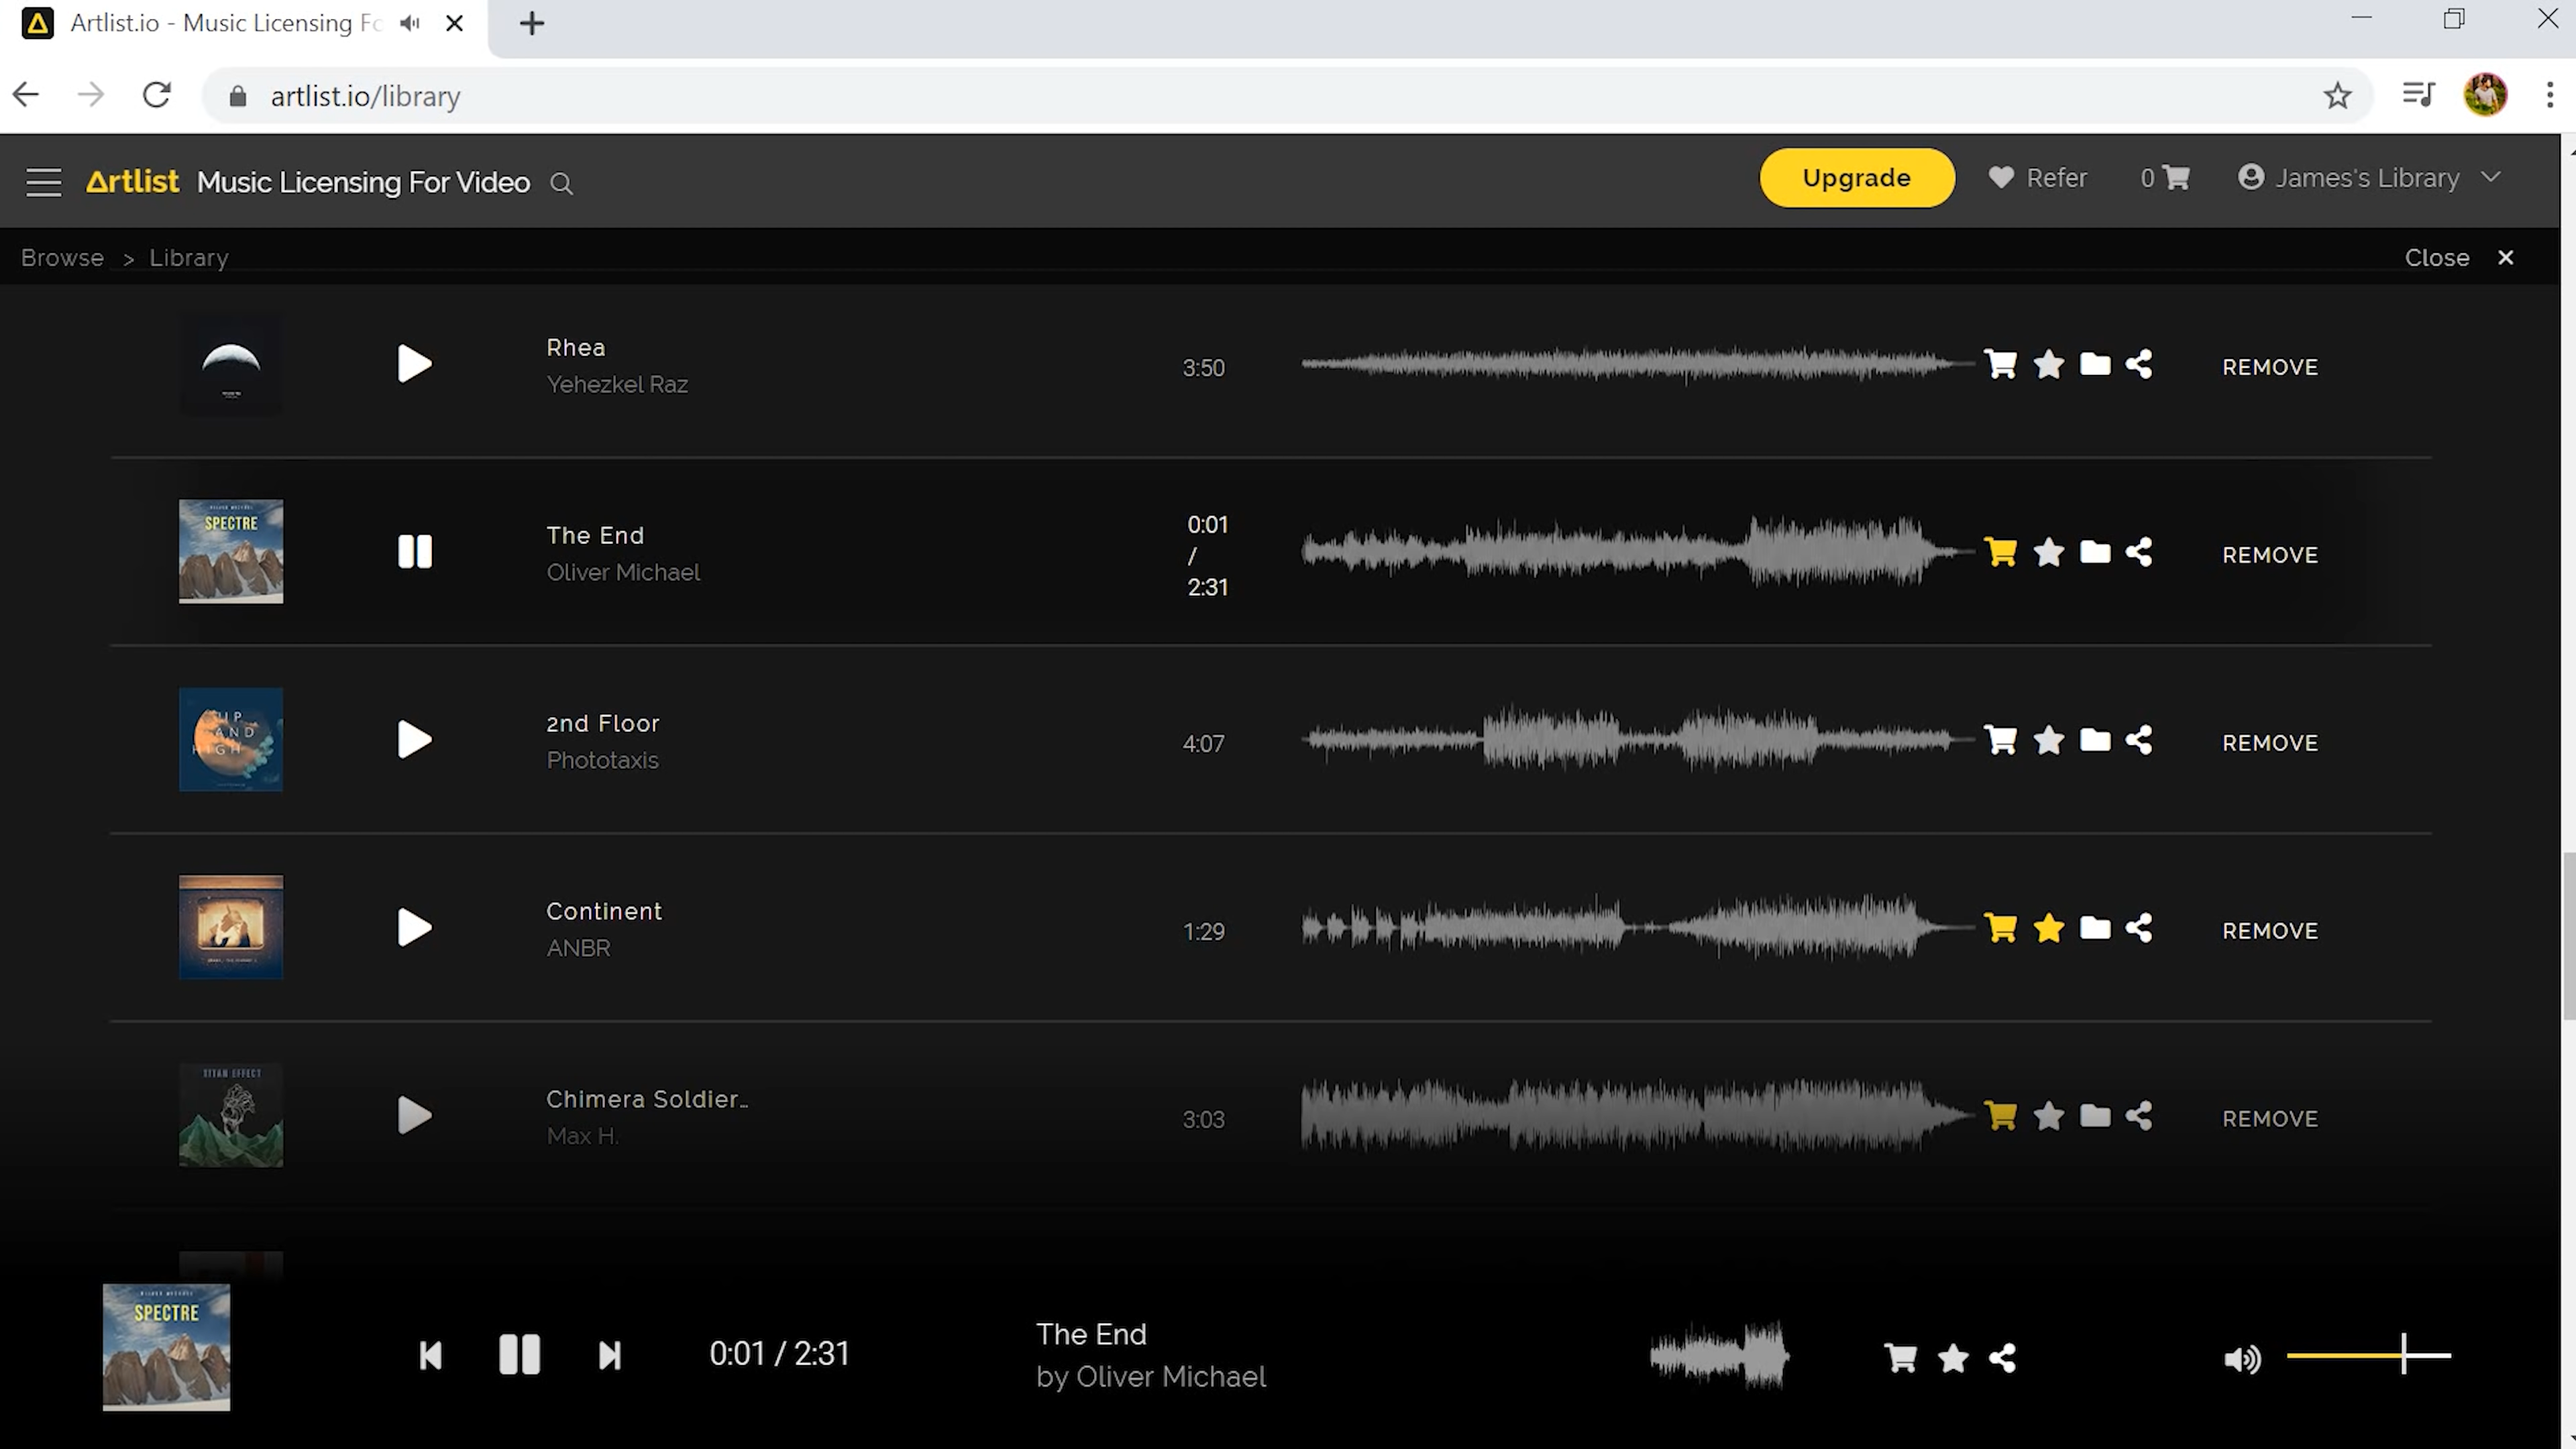 Artlist.io - Music Licensing Fo
artlist.io/library
Artlist Music Licensing For Video
Upgrade
Refer
0
James's Library
Browse > Library
Close
Rhea
Yehezkel Raz
3:50
REMOVE
SPECTRE
The End
Oliver Michael
0:01
/
2:31
REMOVE
UP
AND
HIGH
2nd Floor
Phototaxis
4:07
REMOVE
Continent
ANBR
1:29
REMOVE
TITAN EFFECT
Chimera Soldier…
Max H.
3:03
REMOVE
SPECTRE
0:01 / 2:31
The End
by Oliver Michael